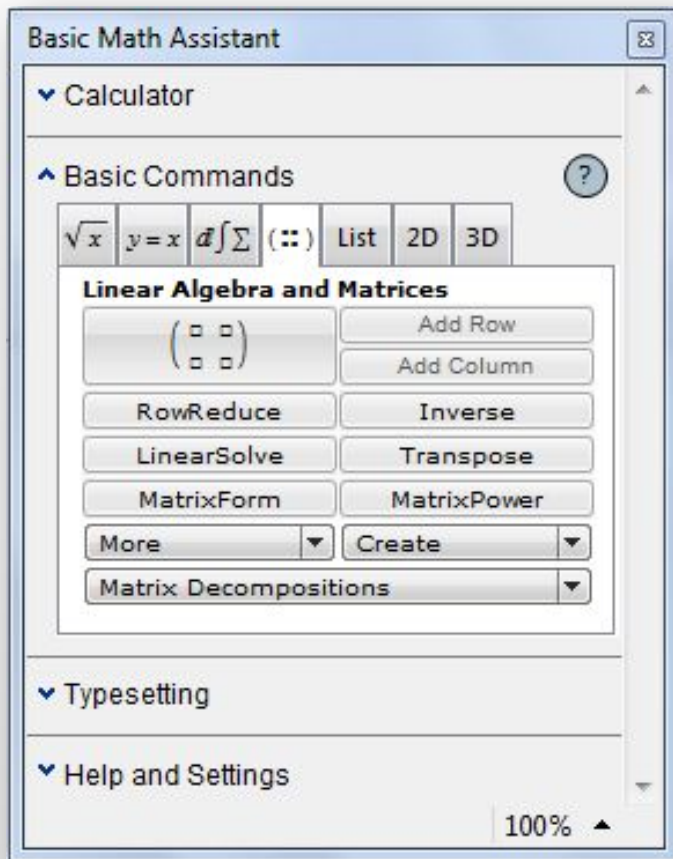 Basic Math Assistant
Calculator
Basic Commands ?
√x y = x d∫Σ (::) List 2D 3D
Linear Algebra and Matrices
Add Row
Add Column
RowReduce Inverse
LinearSolve Transpose
MatrixForm MatrixPower
More Create
Matrix Decompositions
Typesetting
Help and Settings
100%